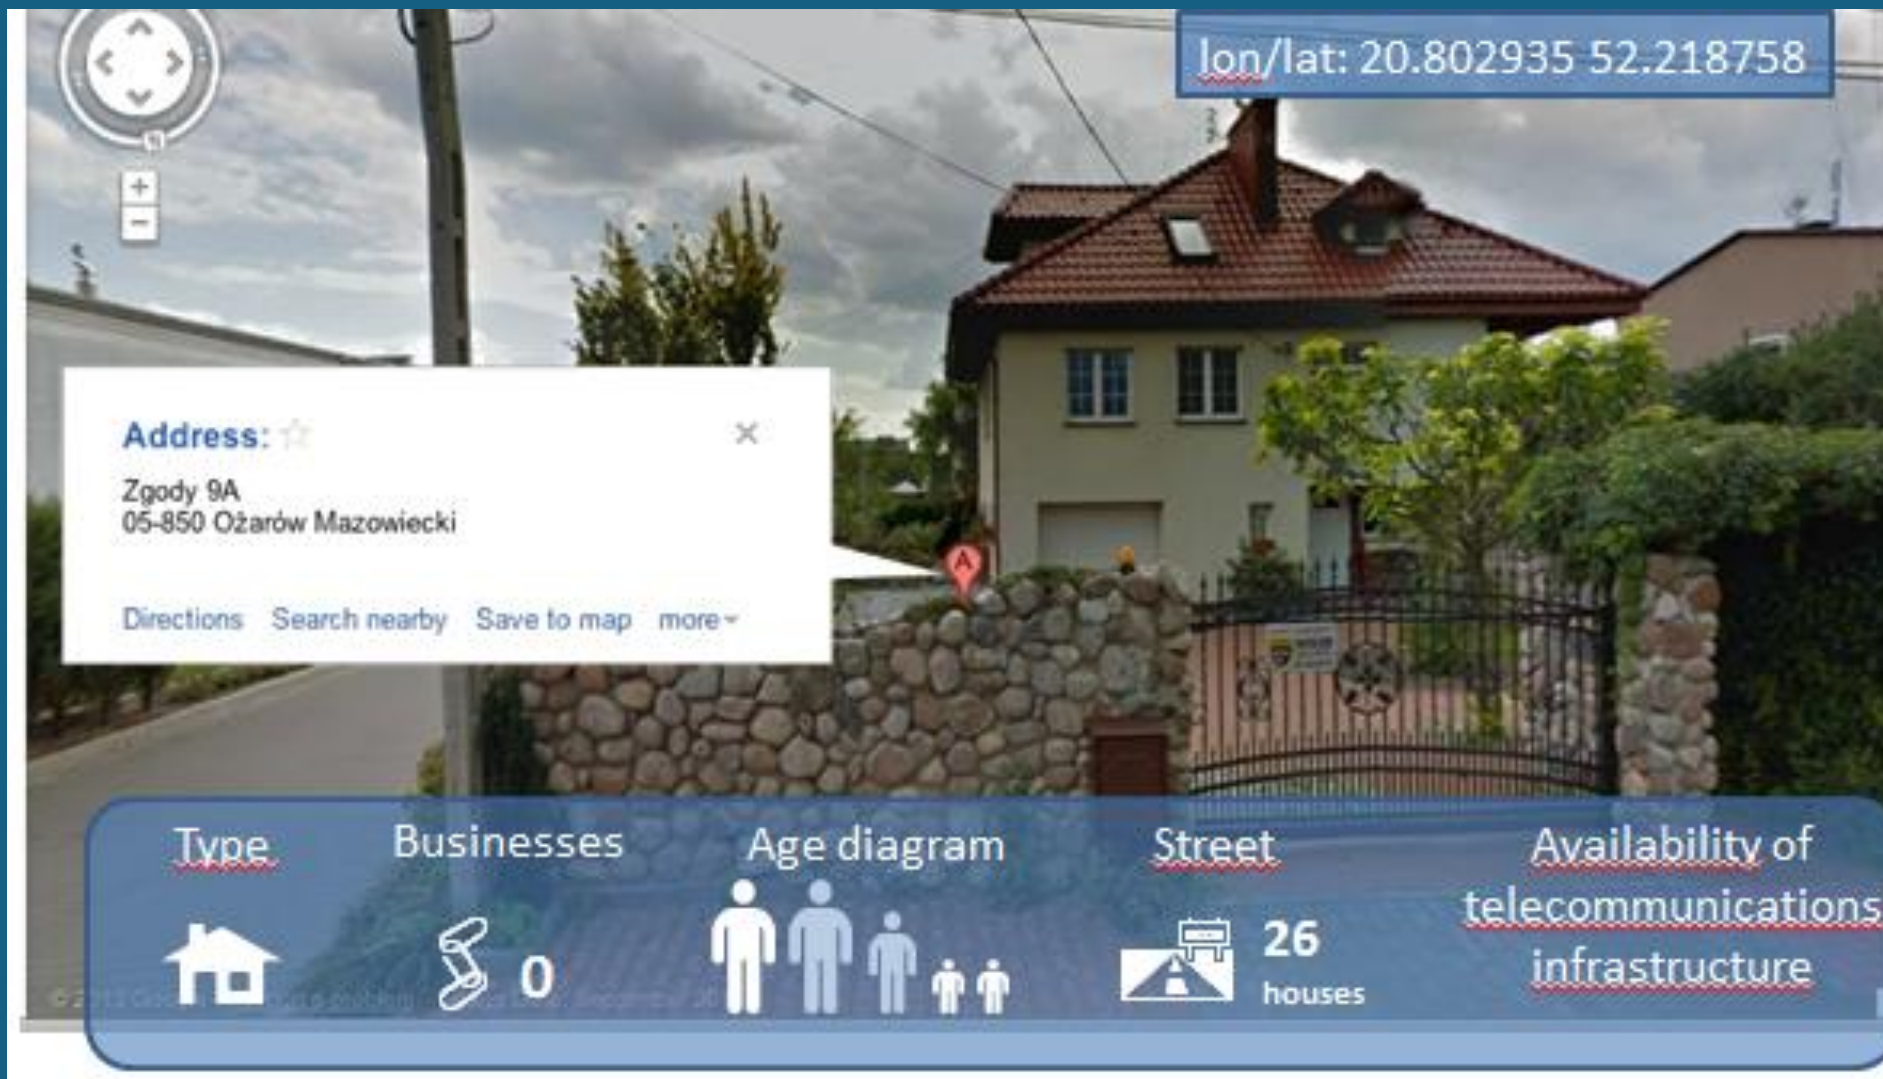 lon/lat: 20.802935 52.218758
+
−
Address:
Zgody 9A
05-850 Ożarów Mazowiecki
Directions Search nearby Save to map more
A
Type
Businesses
Age diagram
Street
Availability of
telecommunications
infrastructure
0
26
houses